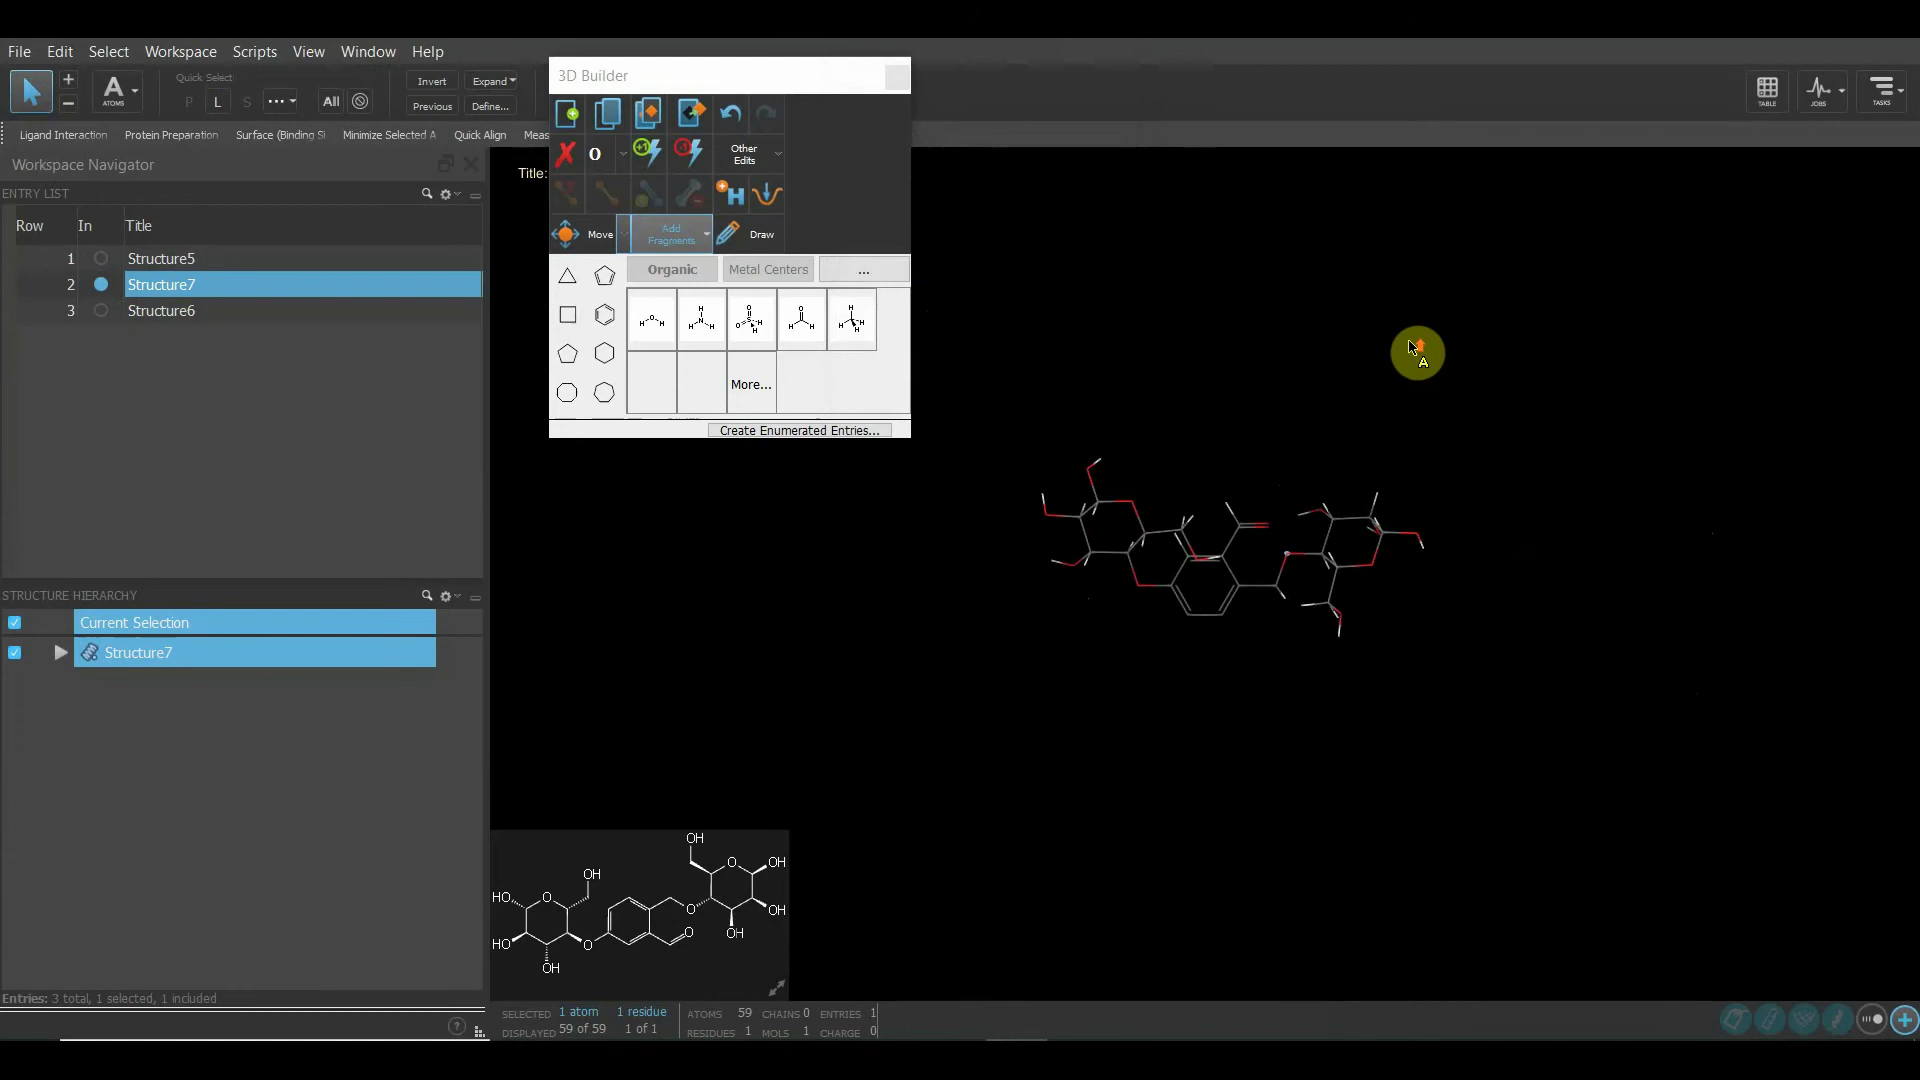 File Edit Select Workspace Scripts View Window Help
Quick Select
A ATOMS P L S All Invert Expand Previous Define...
Ligand Interaction Protein Preparation Surface (Binding Si Minimize Selected A Quick Align Meas
TABLE JOBS TASKS
Workspace Navigator
ENTRY LIST
Row In Title
1 Structure5
2 Structure7
3 Structure6
STRUCTURE HIERARCHY
Current Selection
Structure7
Entries: 3 total, 1 selected, 1 included
Title:
3D Builder
O +1 -1 Other Edits
H
Move Add Fragments Draw
Organic Metal Centers ...
More...
Create Enumerated Entries...
A
OH
O OH
OH
HO O
O OH
HO O O OH
OH
SELECTED 1 atom 1 residue ATOMS 59 CHAINS 0 ENTRIES 1
DISPLAYED 59 of 59 1 of 1 RESIDUES 1 MOLS 1 CHARGE 0